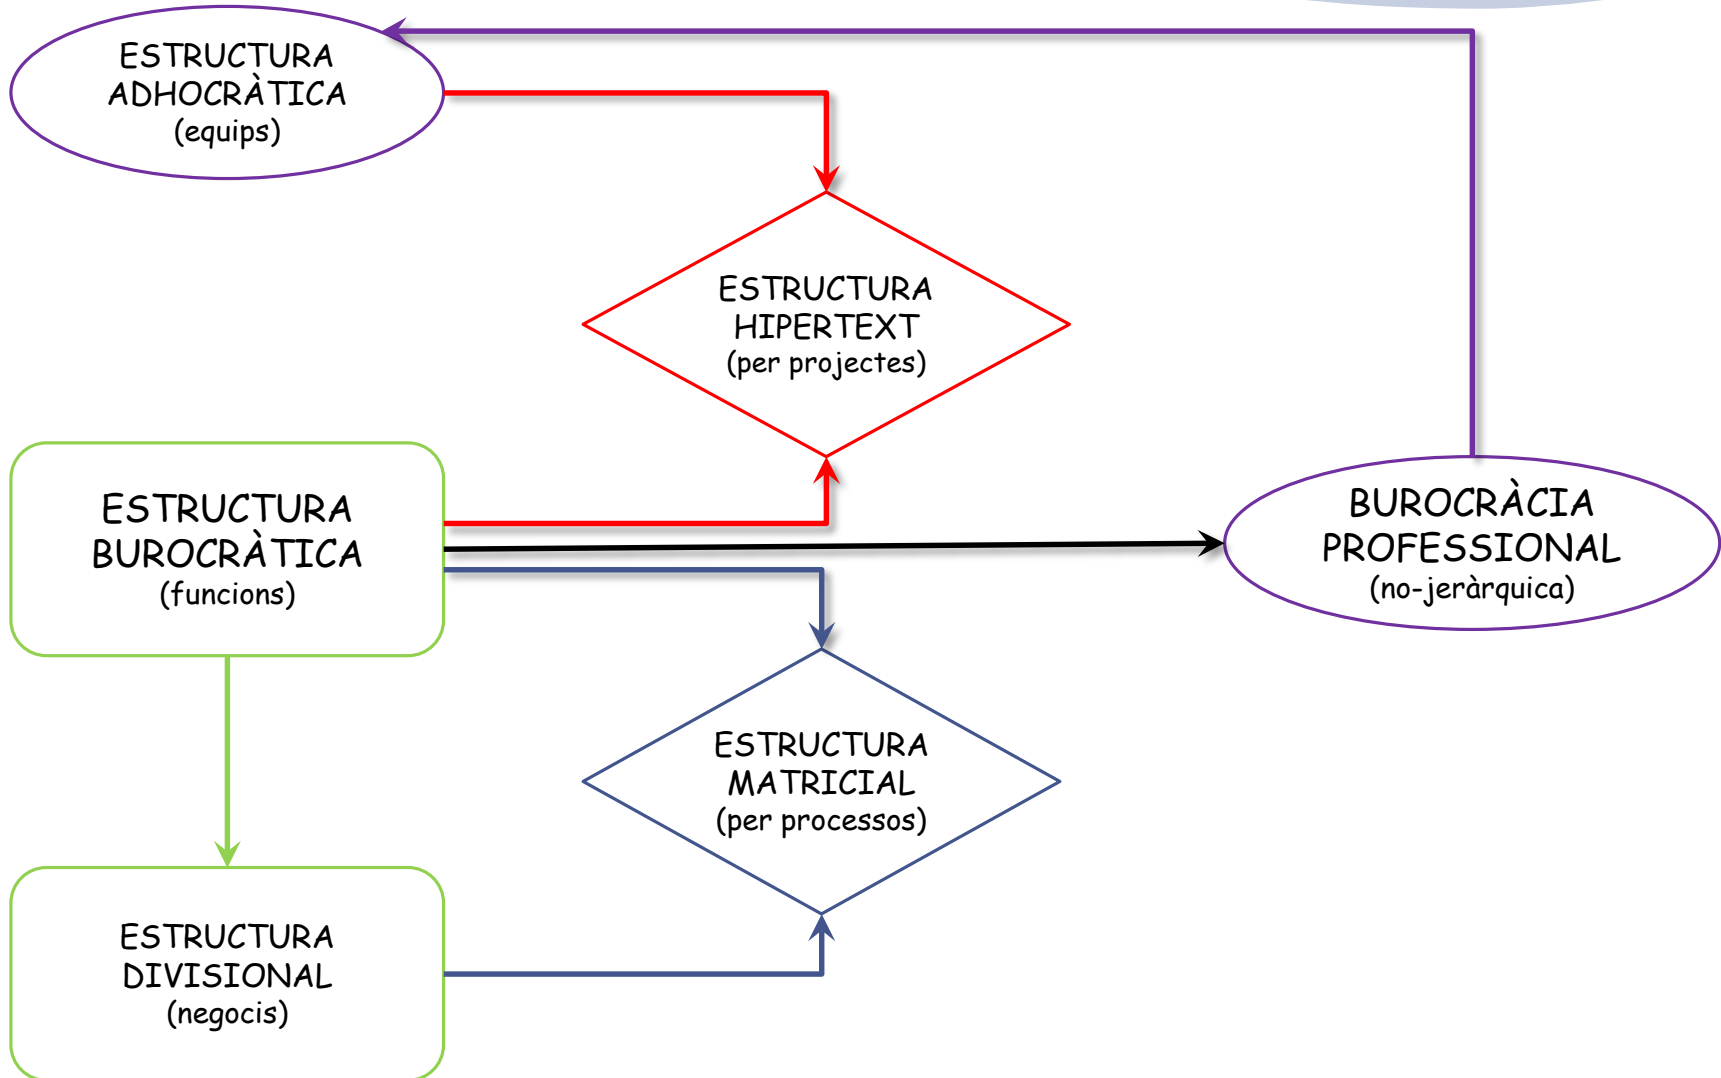 ESTRUCTURA
ADHOCRÀTICA
(equips)
ESTRUCTURA
HIPERTEXT
(per projectes)
ESTRUCTURA
BUROCRÀTICA
(funcions)
BUROCRÀCIA
PROFESSIONAL
(no-jeràrquica)
ESTRUCTURA
MATRICIAL
(per processos)
ESTRUCTURA
DIVISIONAL
(negocis)